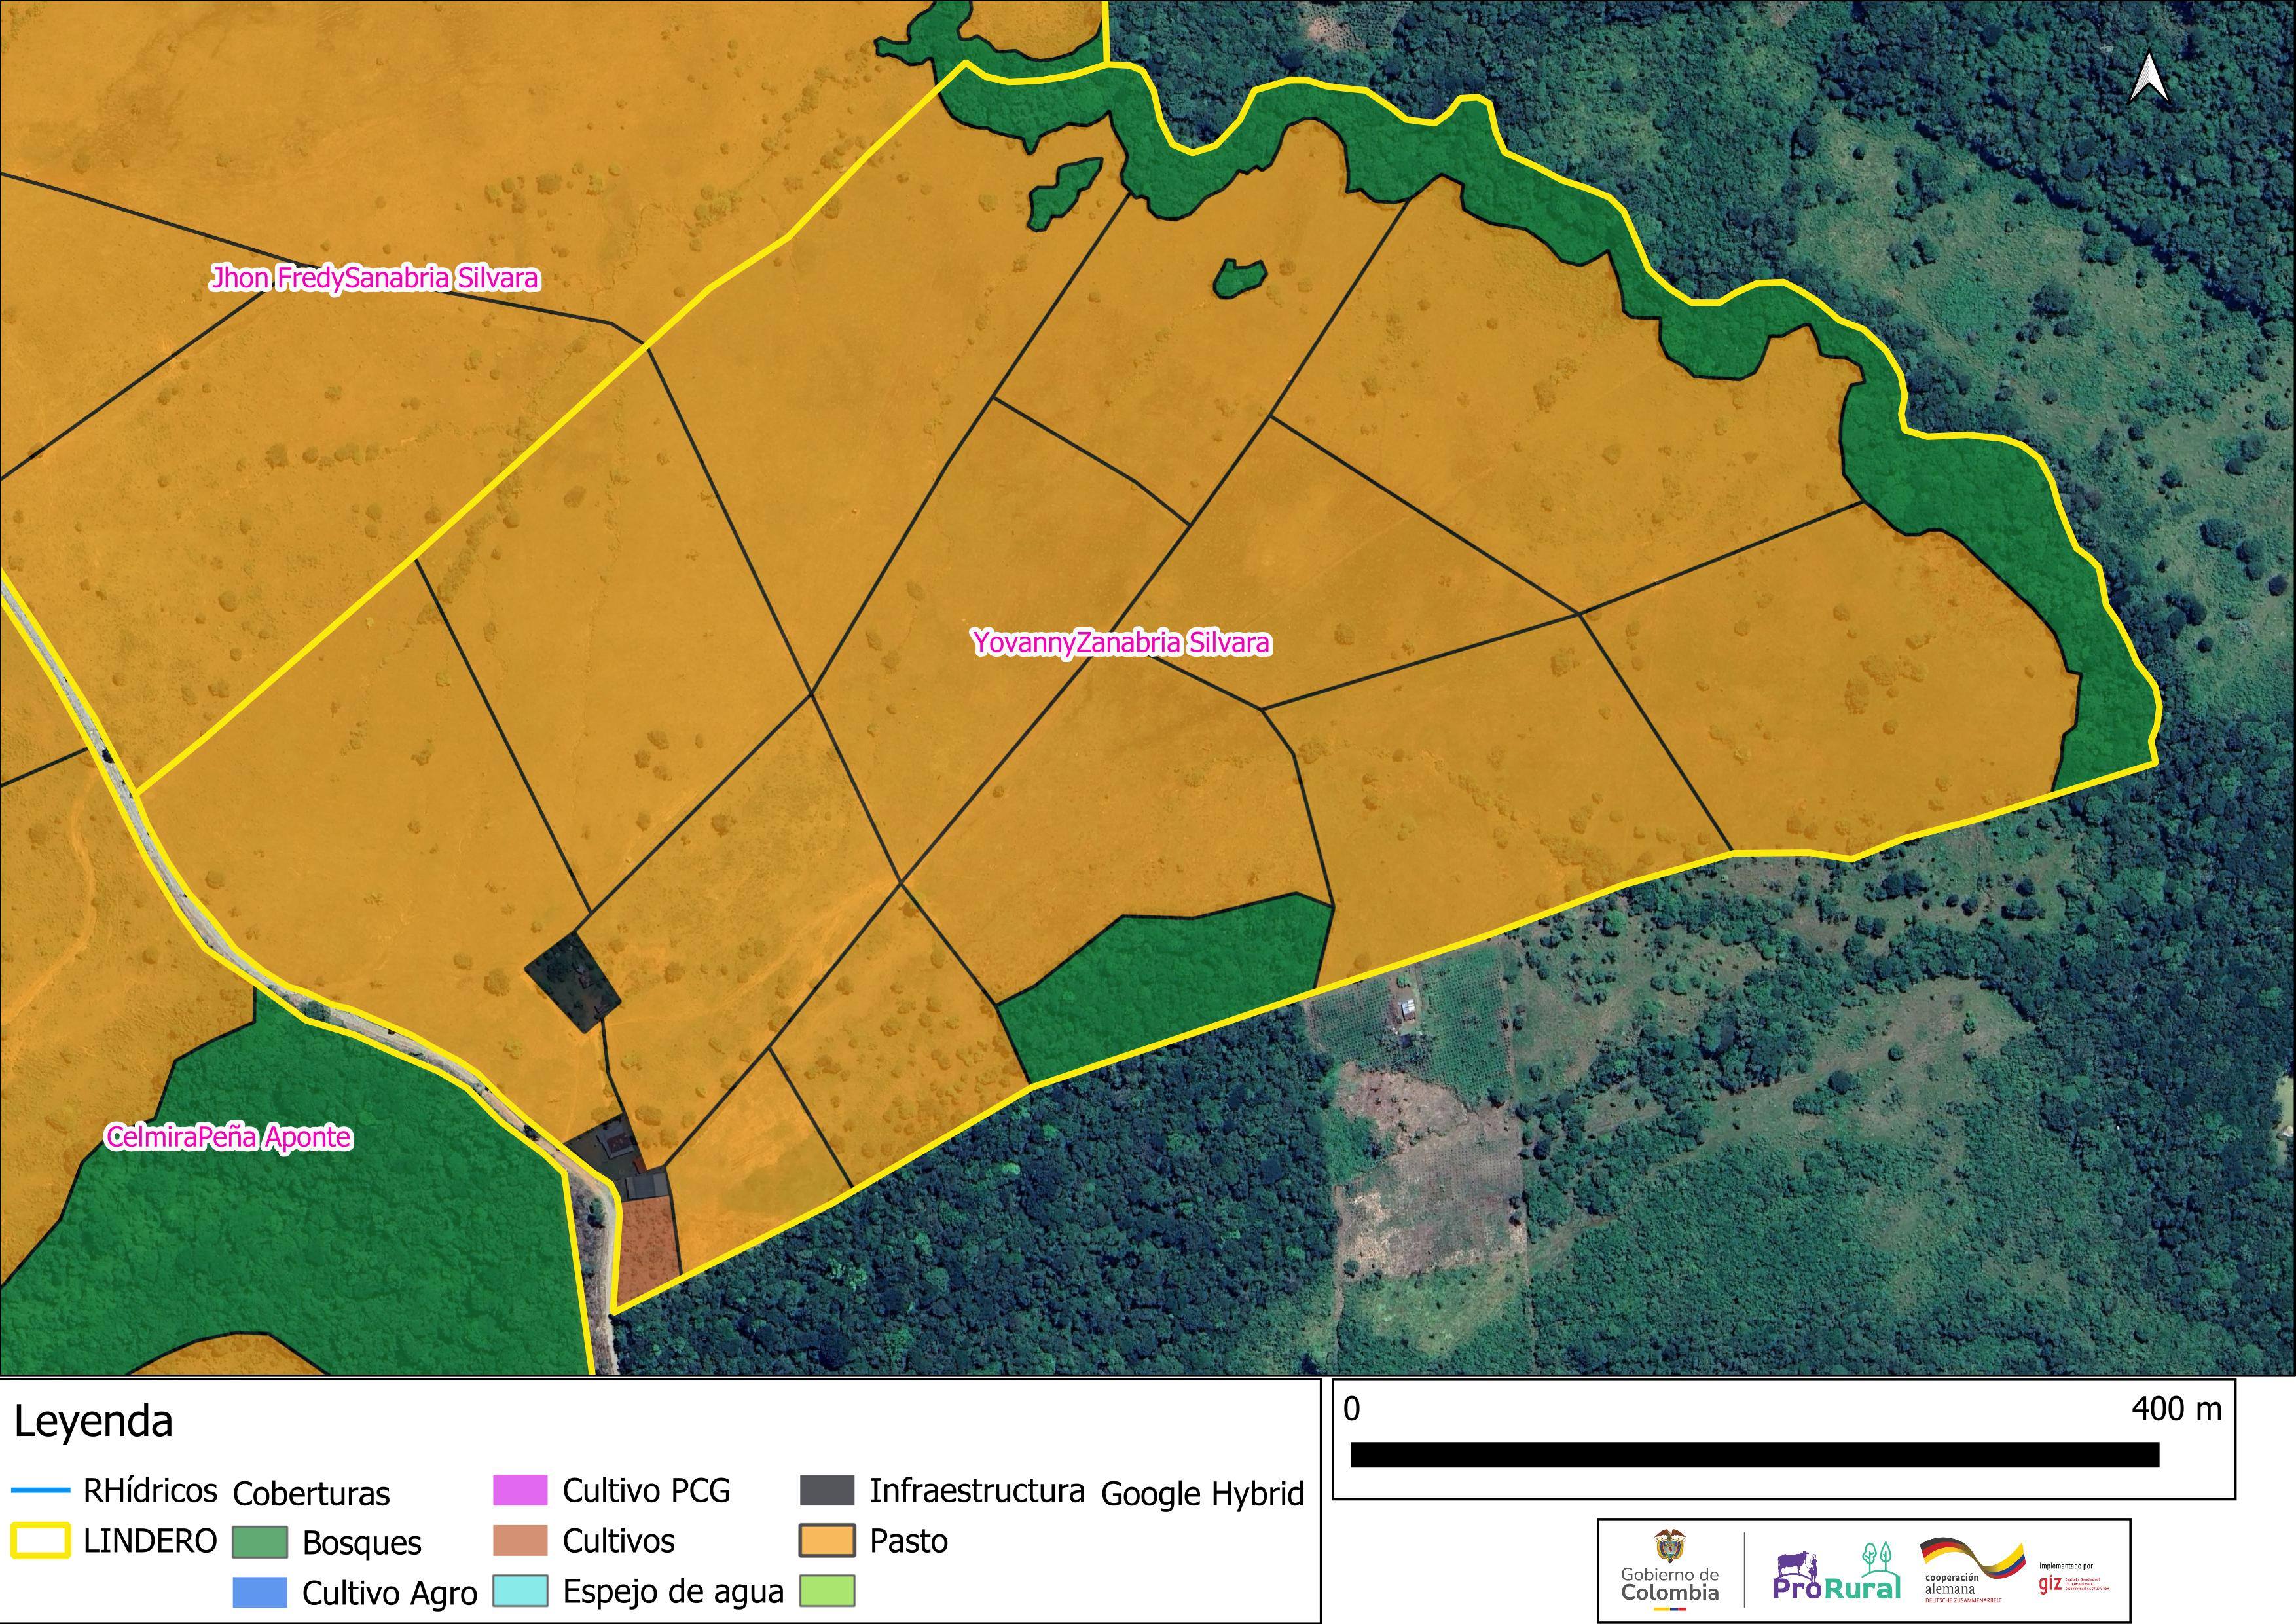 Jhon FredySanabria Silvara
YovannyZanabria Silvara
CelmiraPeña Aponte
Leyenda
RHídricos
LINDERO
Coberturas
Bosques
Cultivo Agro
Cultivo PCG
Cultivos
Espejo de agua
Infraestructura
Pasto
Google Hybrid
0 400 m
Gobierno de
Colombia
ProRural
cooperación
alemana
DEUTSCHE ZUSAMMENARBEIT
Implementado por
giz